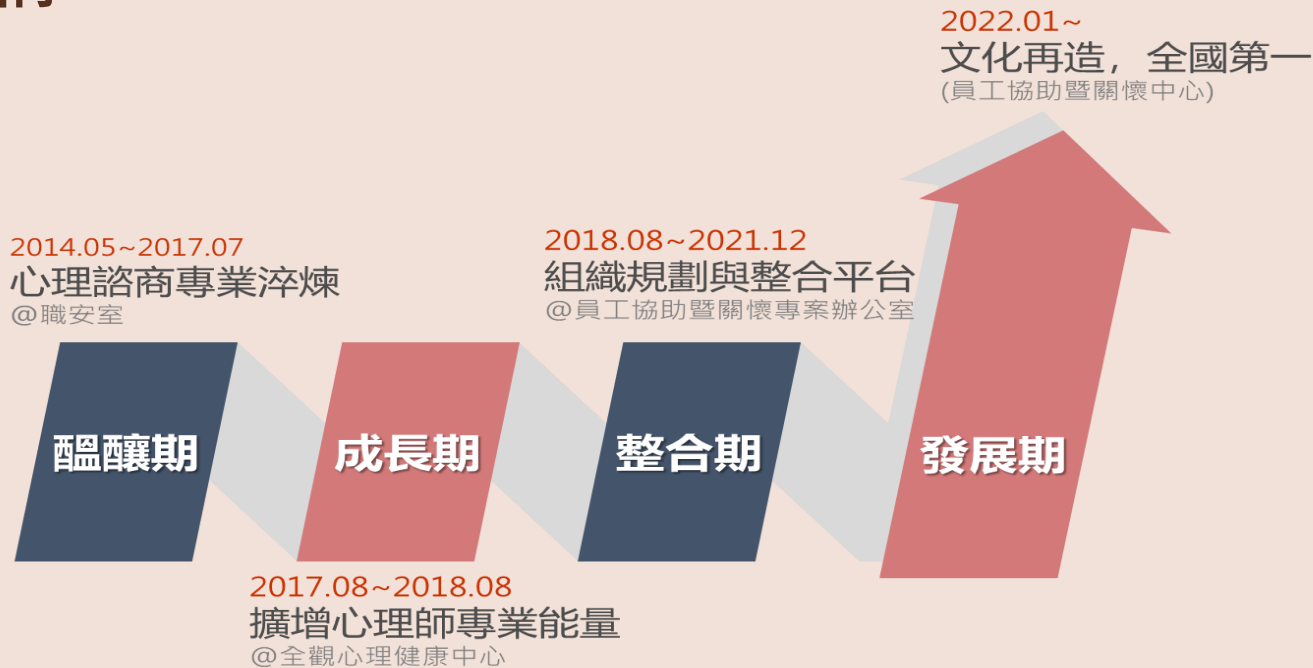 2022.01~
文化再造，全國第一
(員工協助暨關懷中心)
2014.05~2017.07
心理諮商專業淬煉
@職安室
2018.08~2021.12
組織規劃與整合平台
@員工協助暨關懷專案辦公室
醞釀期
成長期
整合期
發展期
2017.08~2018.08
擴增心理師專業能量
@全觀心理健康中心